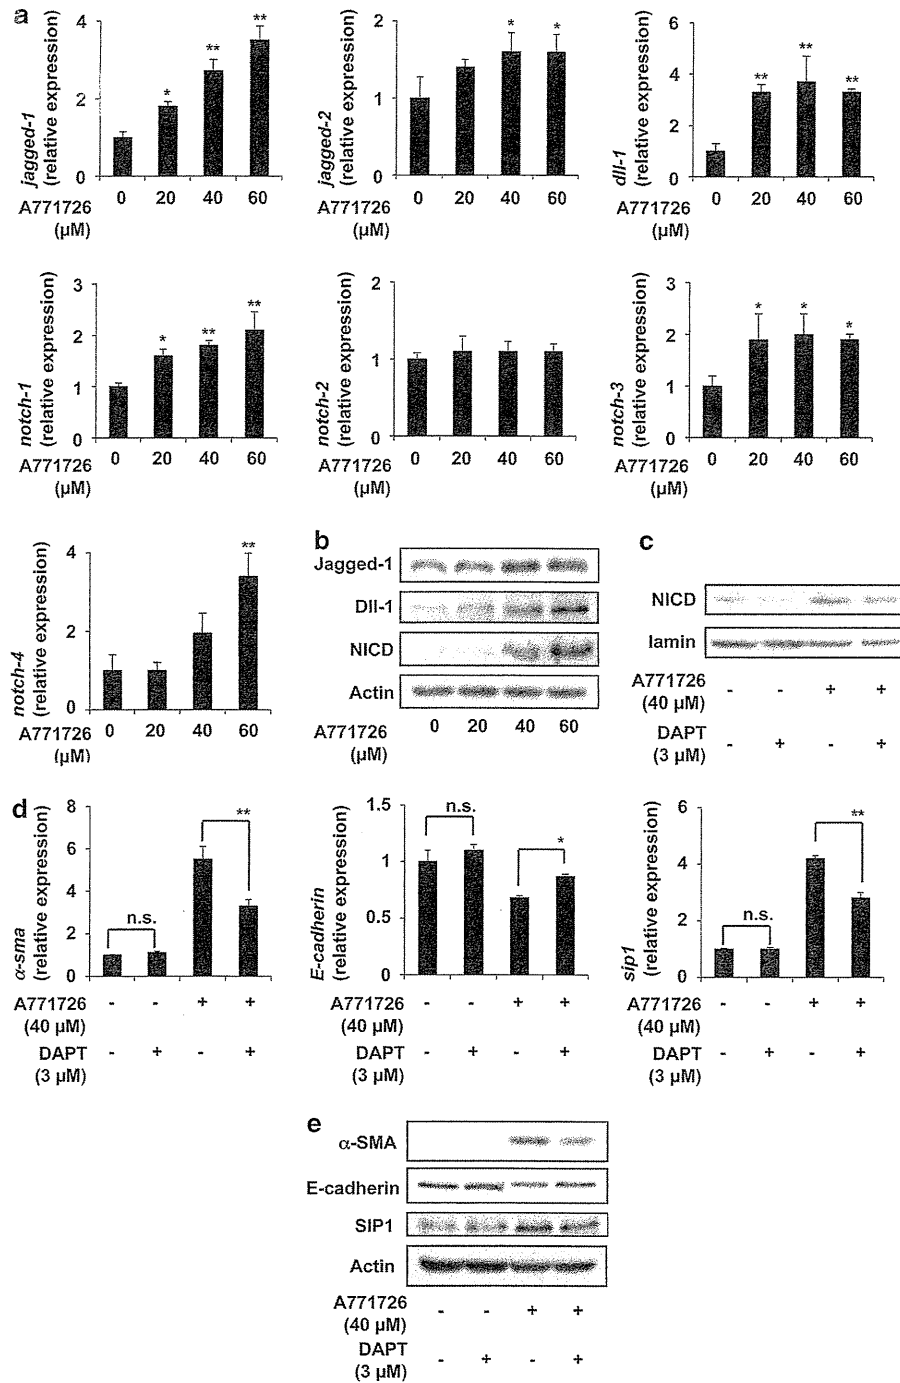 a
jagged-1
(relative expression)
4
2
0
* ** **
A771726
(µM)
0 20 40 60
jagged-2
(relative expression)
2
1
0
* *
A771726
(µM)
0 20 40 60
dll-1
(relative expression)
6
4
2
0
** ** **
A771726
(µM)
0 20 40 60
notch-1
(relative expression)
3
2
1
0
* ** **
A771726
(µM)
0 20 40 60
notch-2
(relative expression)
2
1
0
A771726
(µM)
0 20 40 60
notch-3
(relative expression)
3
2
1
0
* * *
A771726
(µM)
0 20 40 60
notch-4
(relative expression)
4
2
0
**
A771726
(µM)
0 20 40 60
b
Jagged-1
Dll-1
NICD
Actin
A771726
(µM)
0 20 40 60
c
NICD
lamin
A771726
(40 µM)
- - + +
DAPT
(3 µM)
- + - +
d
α-sma
(relative expression)
8
6
4
2
0
n.s. **
A771726
(40 µM)
- - + +
DAPT
(3 µM)
- + - +
E-cadherin
(relative expression)
1.5
1
0.5
0
n.s. *
A771726
(40 µM)
- - + +
DAPT
(3 µM)
- + - +
sip1
(relative expression)
6
4
2
0
n.s. **
A771726
(40 µM)
- - + +
DAPT
(3 µM)
- + - +
e
α-SMA
E-cadherin
SIP1
Actin
A771726
(40 µM)
- - + +
DAPT
(3 µM)
- + - +